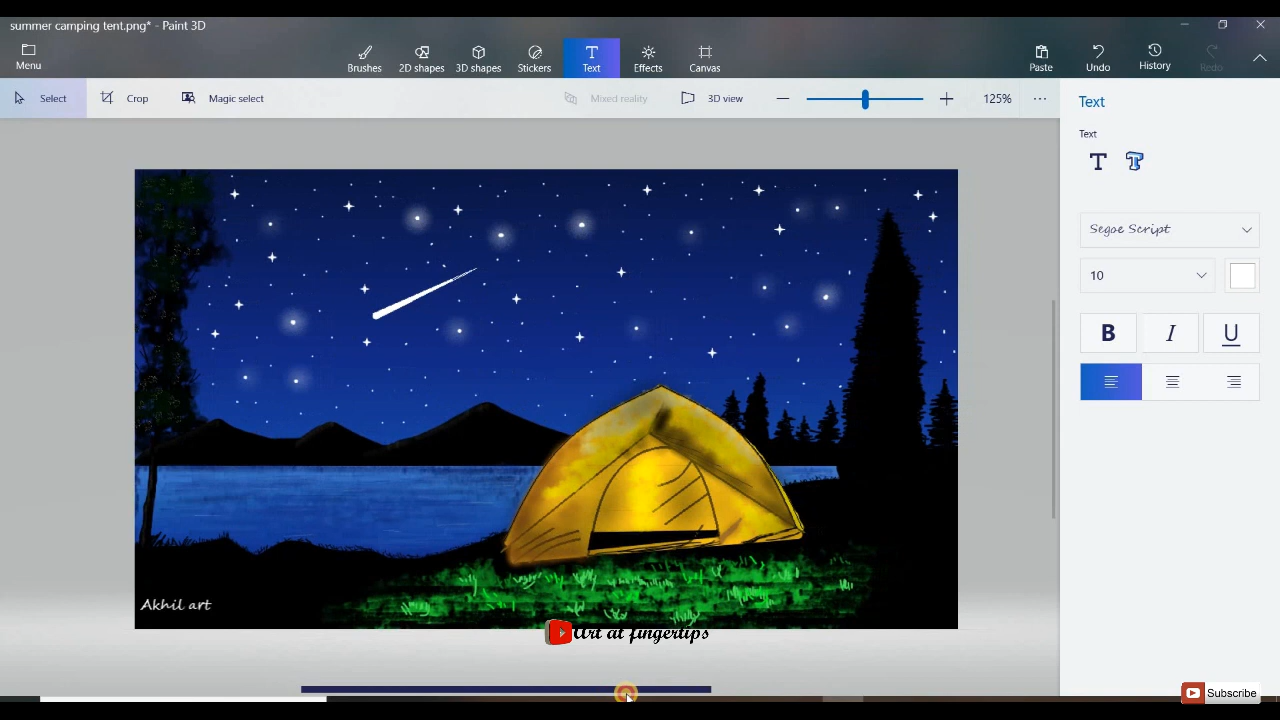 summer camping tent.png* - Paint 3D
Menu
Brushes
2D shapes
3D shapes
Stickers
Text
Effects
Canvas
Paste
Undo
History
Redo
Select
Crop
Magic select
Mixed reality
3D view
125%
Text
Text
Segoe Script
10
B
I
U
Akhil art
Art at fingertips
Subscribe